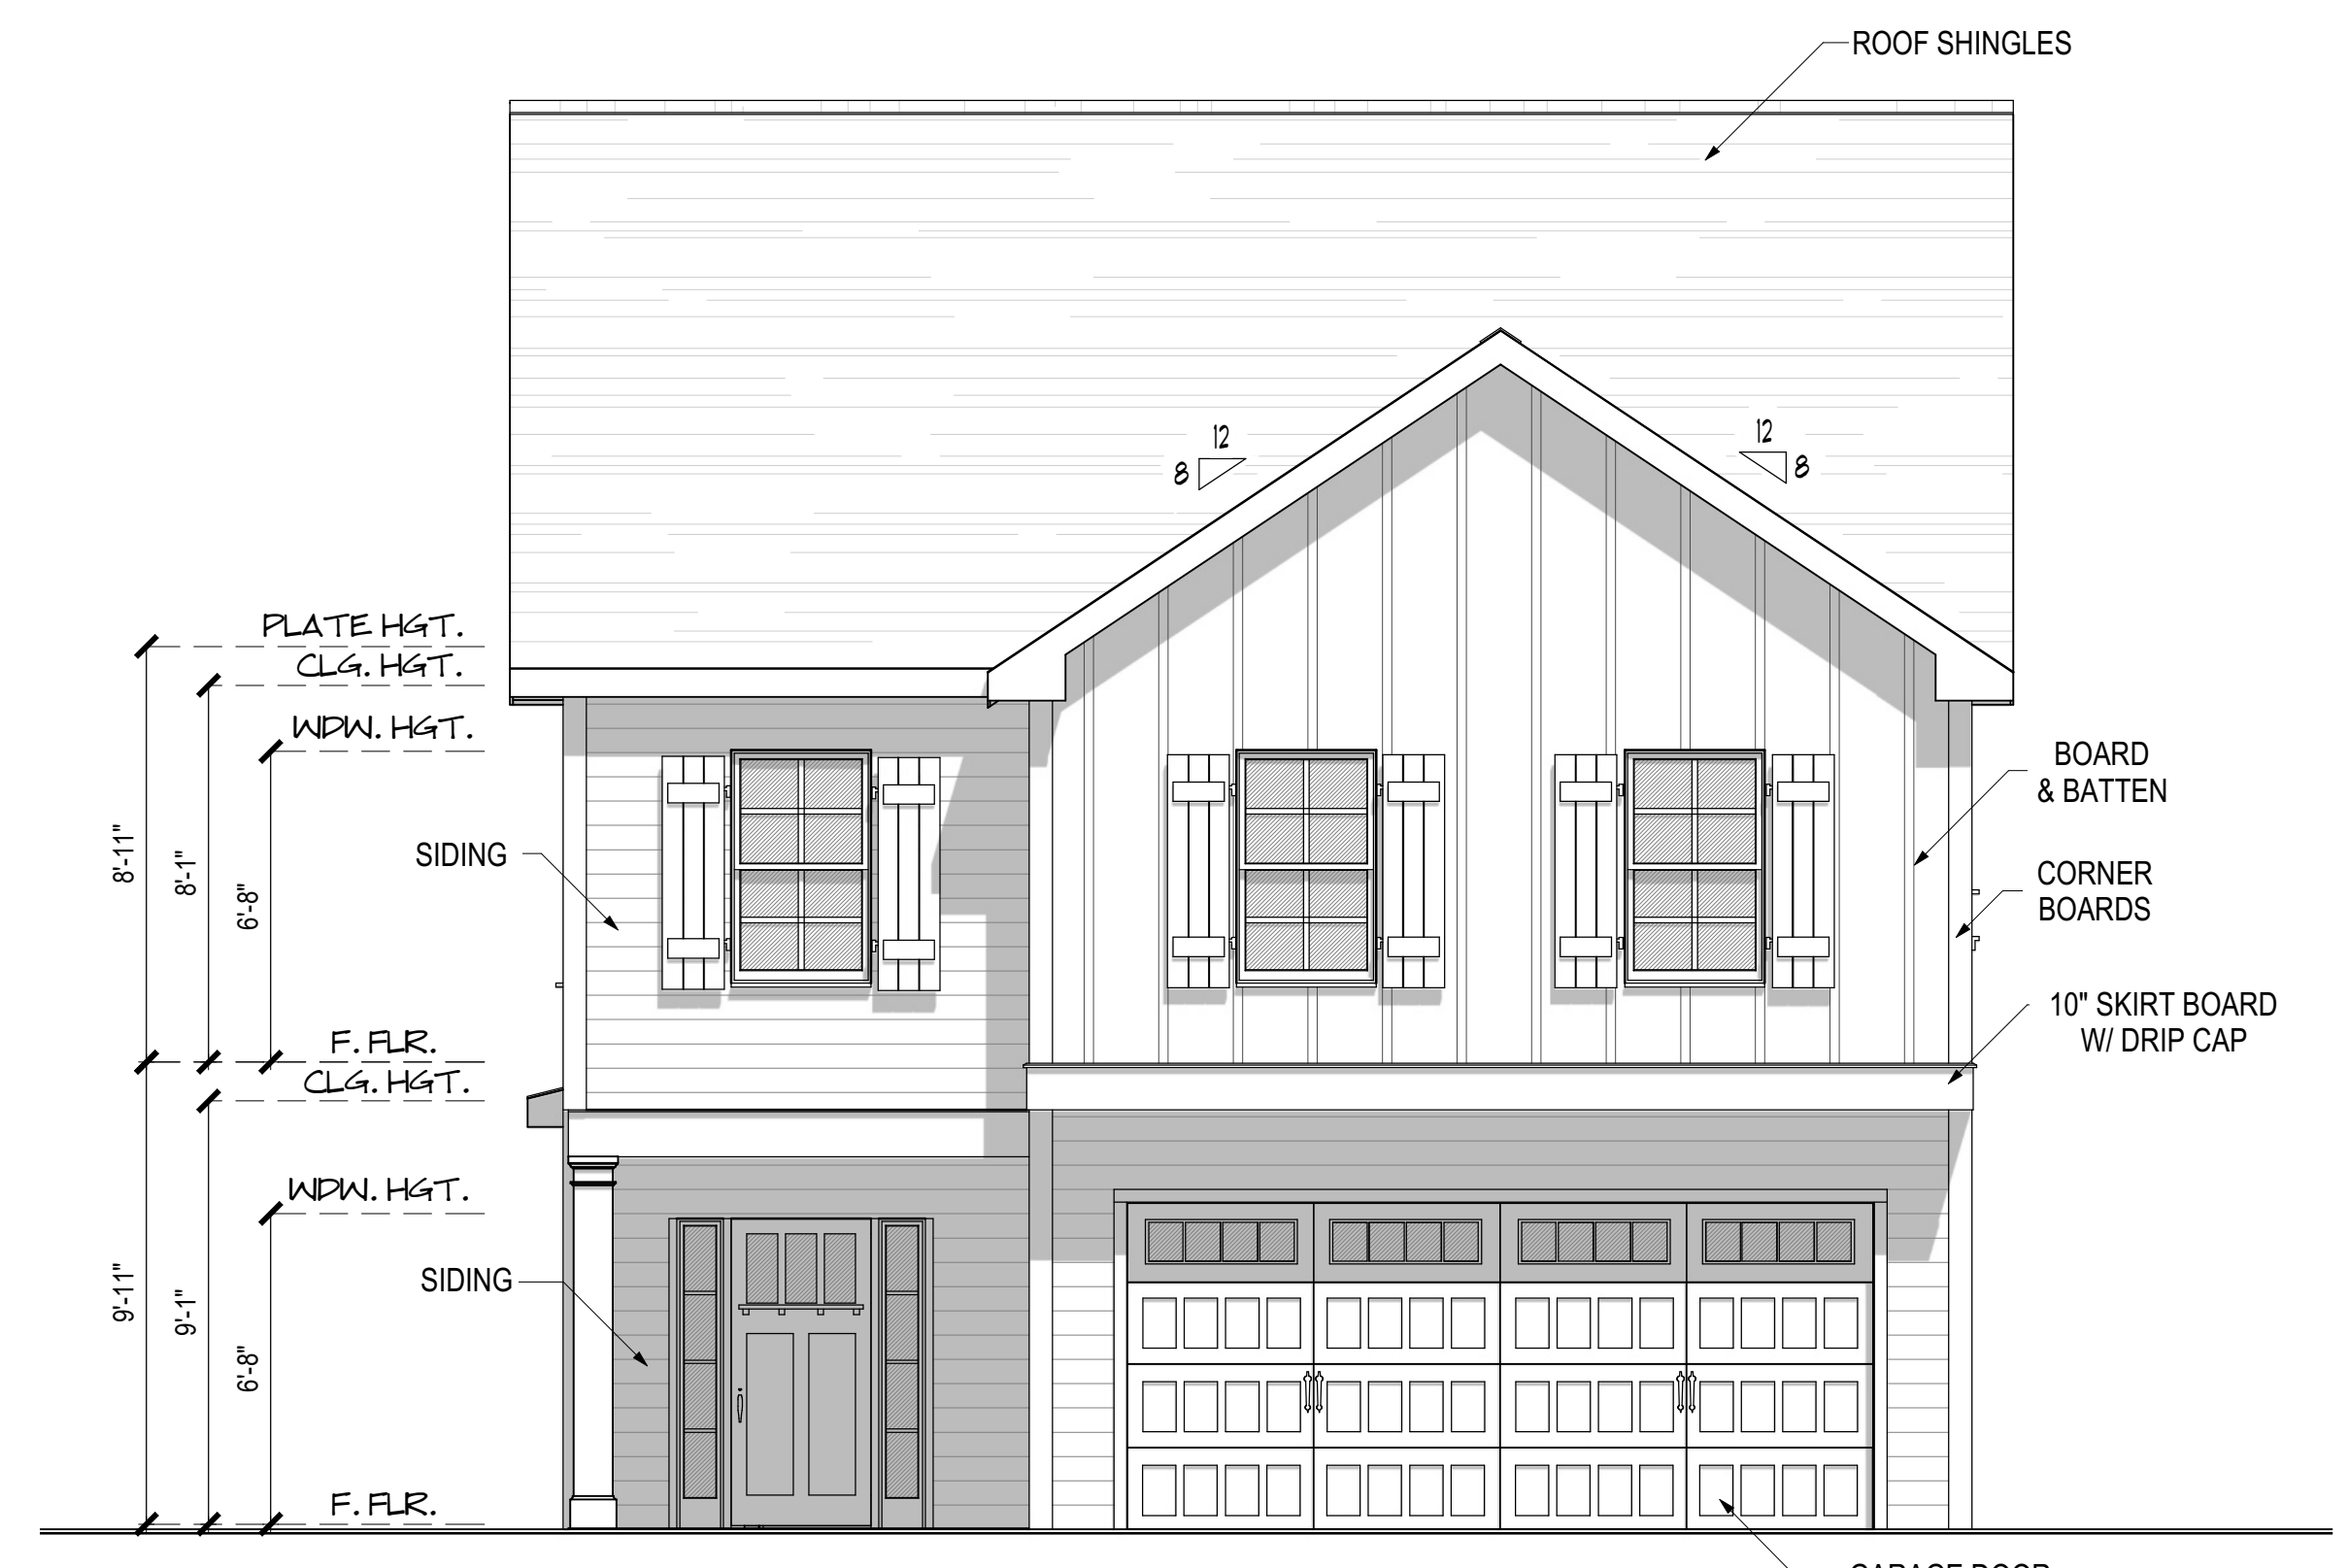 ROOF SHINGLES
12
8
12
8
PLATE HGT.
CLG. HGT.
WDW. HGT.
8'-11"
8'-1"
6'-8"
SIDING
BOARD
& BATTEN
CORNER
BOARDS
10" SKIRT BOARD
W/ DRIP CAP
F. FLR.
CLG. HGT.
WDW. HGT.
9'-11"
9'-1"
6'-8"
SIDING
F. FLR.
GARAGE DOOR